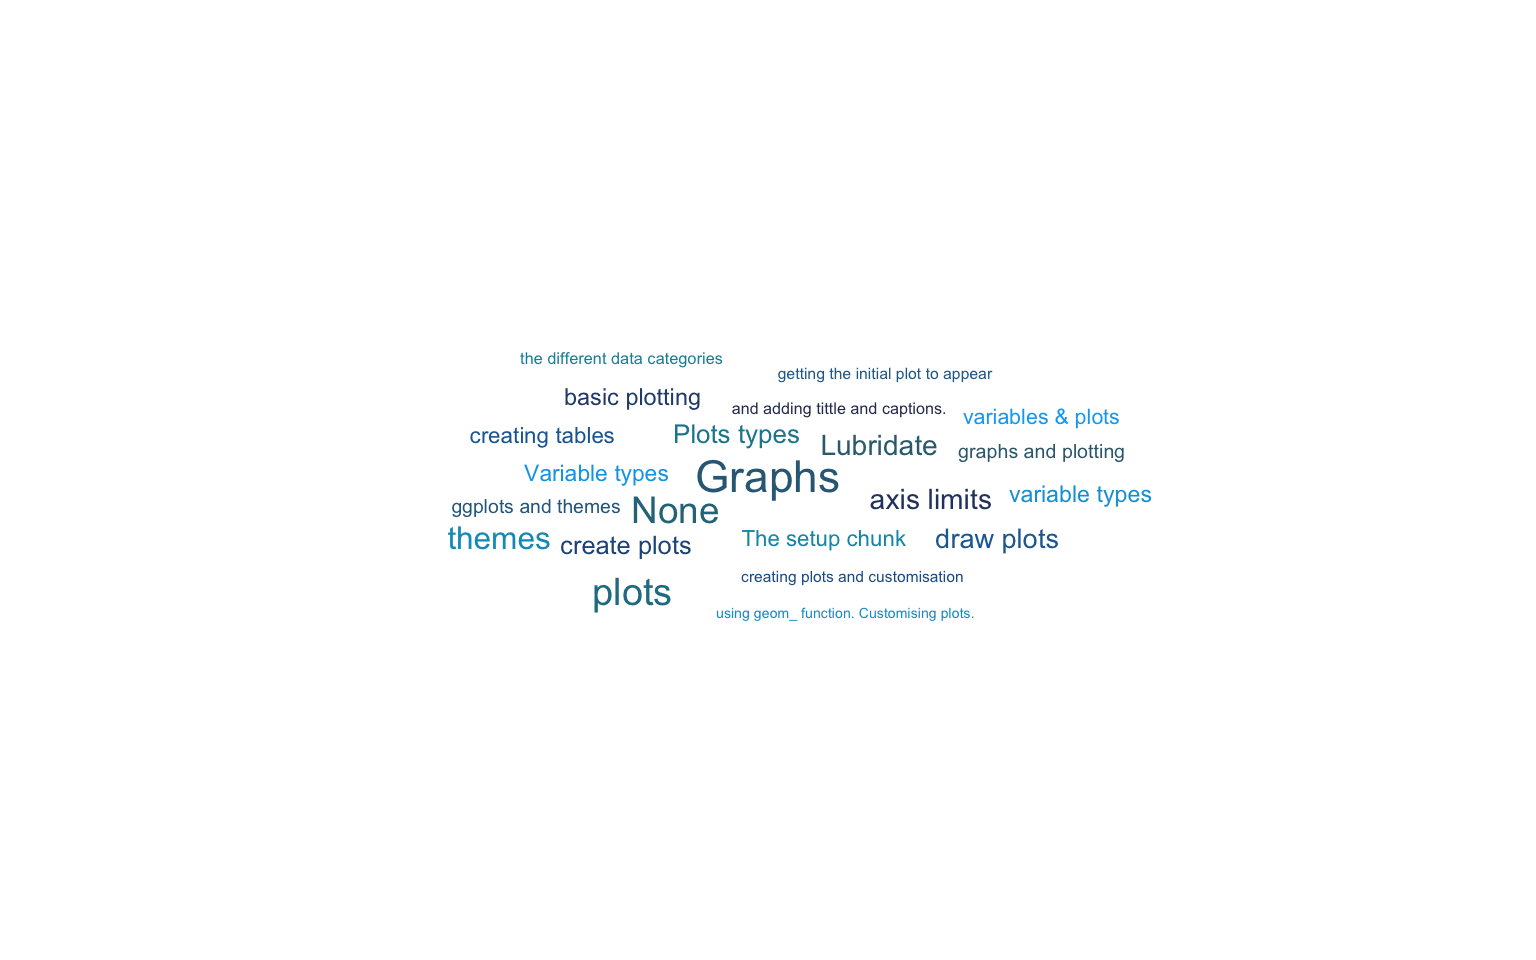 the different data categories
getting the initial plot to appear
basic plotting
and adding tittle and captions.
variables & plots
creating tables
Plots types
Lubridate
graphs and plotting
Variable types
Graphs
axis limits
variable types
ggplots and themes
None
themes
create plots
The setup chunk
draw plots
creating plots and customisation
plots
using geom_ function. Customising plots.